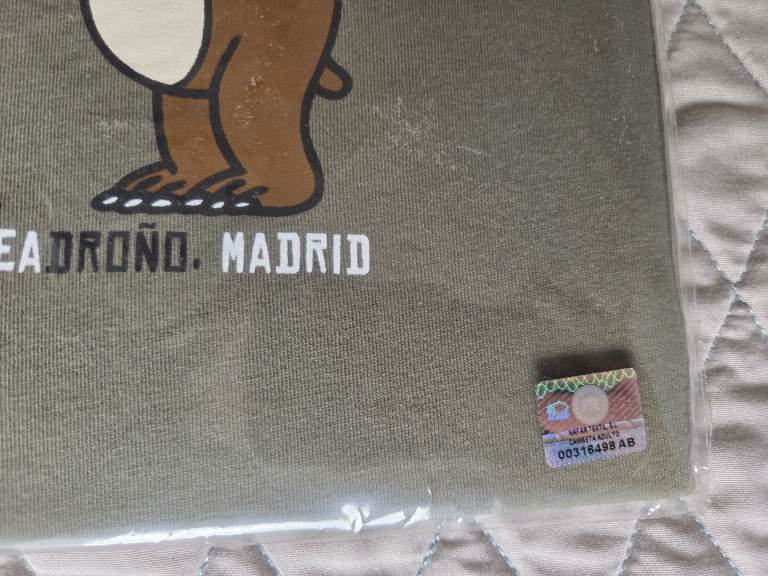 EADROÑO. MADRID
NAFAR TEXTIL, S.L.
CAMISETA ADULTO
00316498 AB